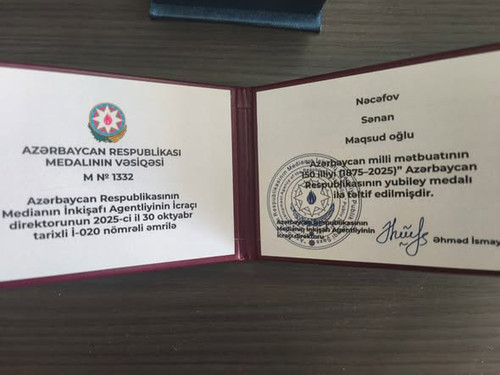 AZƏRBAYCAN RESPUBLİKASI
MEDALININ VƏSİQƏSİ
M № 1332
Azərbaycan Respublikasının
Medianın İnkişafı Agentliyinin İcraçı
direktorunun 2025-ci il 30 oktyabr
tarixli İ-020 nömrəli əmrilə
Nəcəfov
Sənan
Maqsud oğlu
"Azərbaycan milli mətbuatının
150 illiyi (1875–2025)" Azərbaycan
Respublikasının yubiley medalı
ilə təltif edilmişdir.
Azərbaycan Respublikasının
Medianın İnkişafı Agentliyinin
İcraçı direktoru
Əhməd İsmay